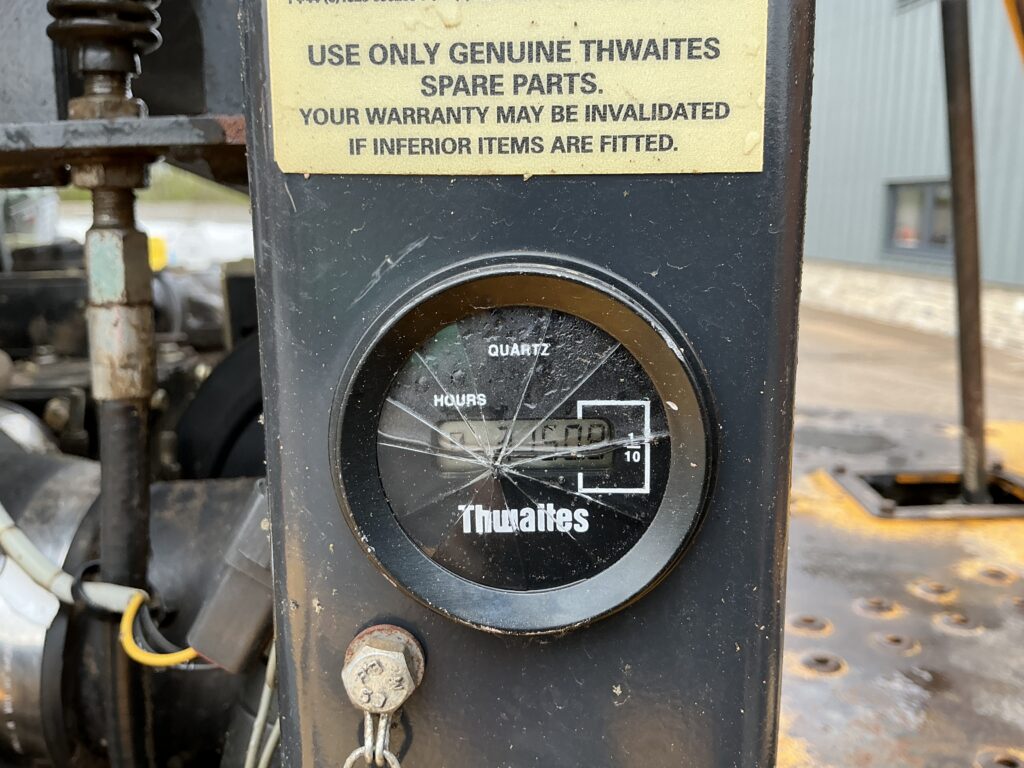 USE ONLY GENUINE THWAITES
SPARE PARTS.
YOUR WARRANTY MAY BE INVALIDATED
IF INFERIOR ITEMS ARE FITTED.
QUARTZ
HOURS
1
10
Thwaites